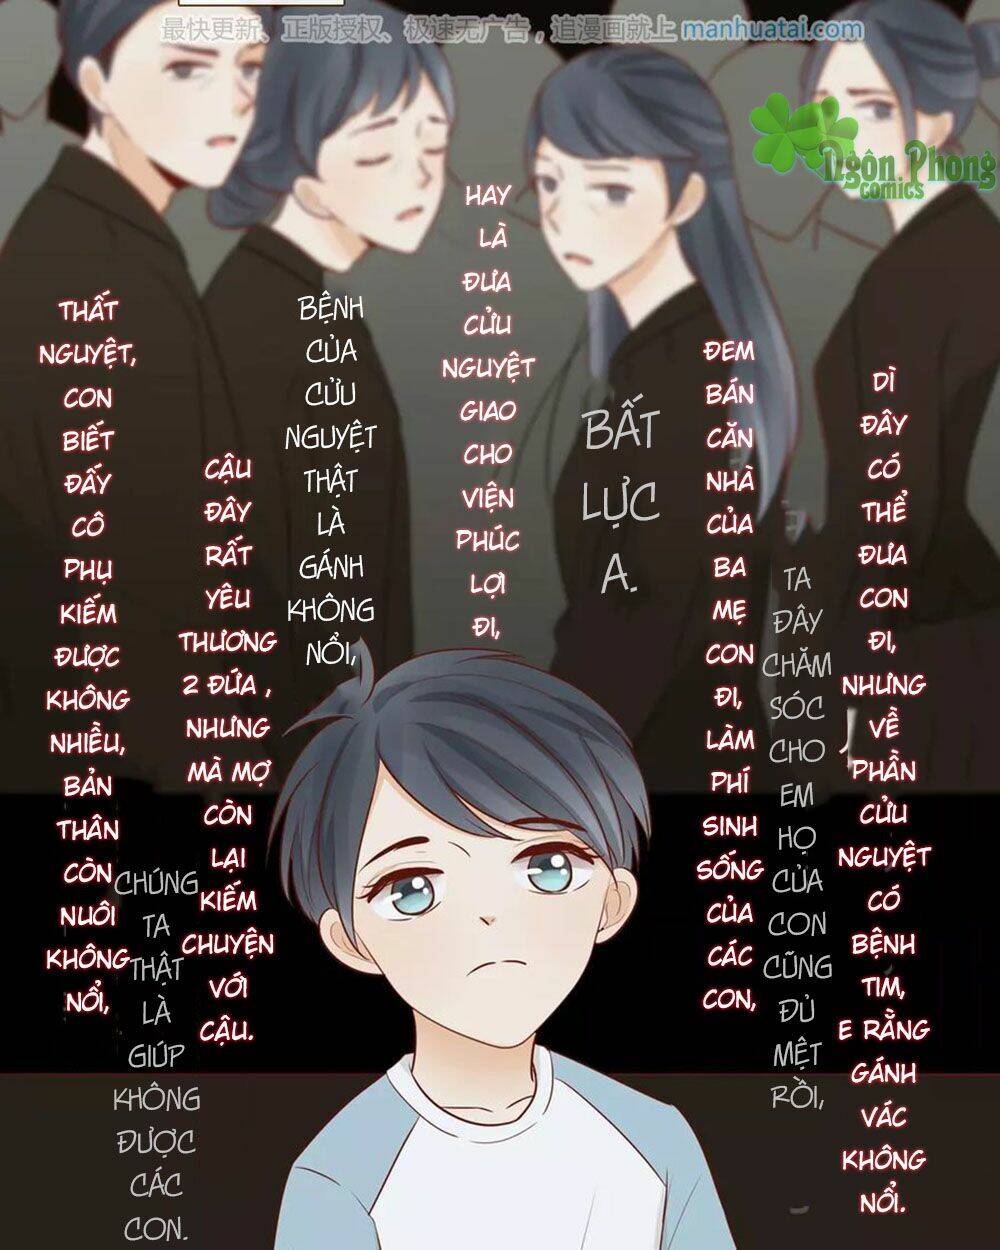 最快更新、正版授权、极速无广告，追漫画就上 manhuatai.com
Ngôn Phong
comics
THẤT
NGUYỆT,
CON
BIẾT
ĐẤY
CÔ
PHỤ
KIẾM
ĐƯỢC
KHÔNG
NHIỀU,
BẢN
THÂN
CÒN
NUÔI
KHÔNG
NỔI,
CHÚNG
TA
THẬT
LÀ
GIÚP
KHÔNG
ĐƯỢC
CÁC
CON.
CẬU
ĐÂY
RẤT
YÊU
THƯƠNG
2 ĐỨA ,
NHƯNG
MÀ MỢ
CÒN
LẠI
KIẾM
CHUYỆN
VỚI
CẬU.
BỆNH
CỦA
CỬU
NGUYỆT
THẬT
LÀ
GÁNH
KHÔNG
NỔI,
HAY
LÀ
ĐƯA
CỬU
NGUYỆT
GIAO
CHO
VIỆN
PHÚC
LỢI
ĐI,
BẤT
LỰC
A.
ĐEM
BÁN
CĂN
NHÀ
CỦA
BA
MẸ
CON
ĐI,
LÀM
PHÍ
SINH
SỐNG
CỦA
CÁC
CON,
TA
ĐÂY
CHĂM
SÓC
CHO
EM
HỌ
CỦA
CON
CŨNG
ĐỦ
MỆT
RỒI,
DÌ
ĐÂY
CÓ
THỂ
ĐƯA
CON
ĐI,
NHƯNG
VỀ
PHẦN
CỬU
NGUYỆT
CÓ
BỆNH
TIM,
E RẰNG
GÁNH
VÁC
KHÔNG
NỔI.